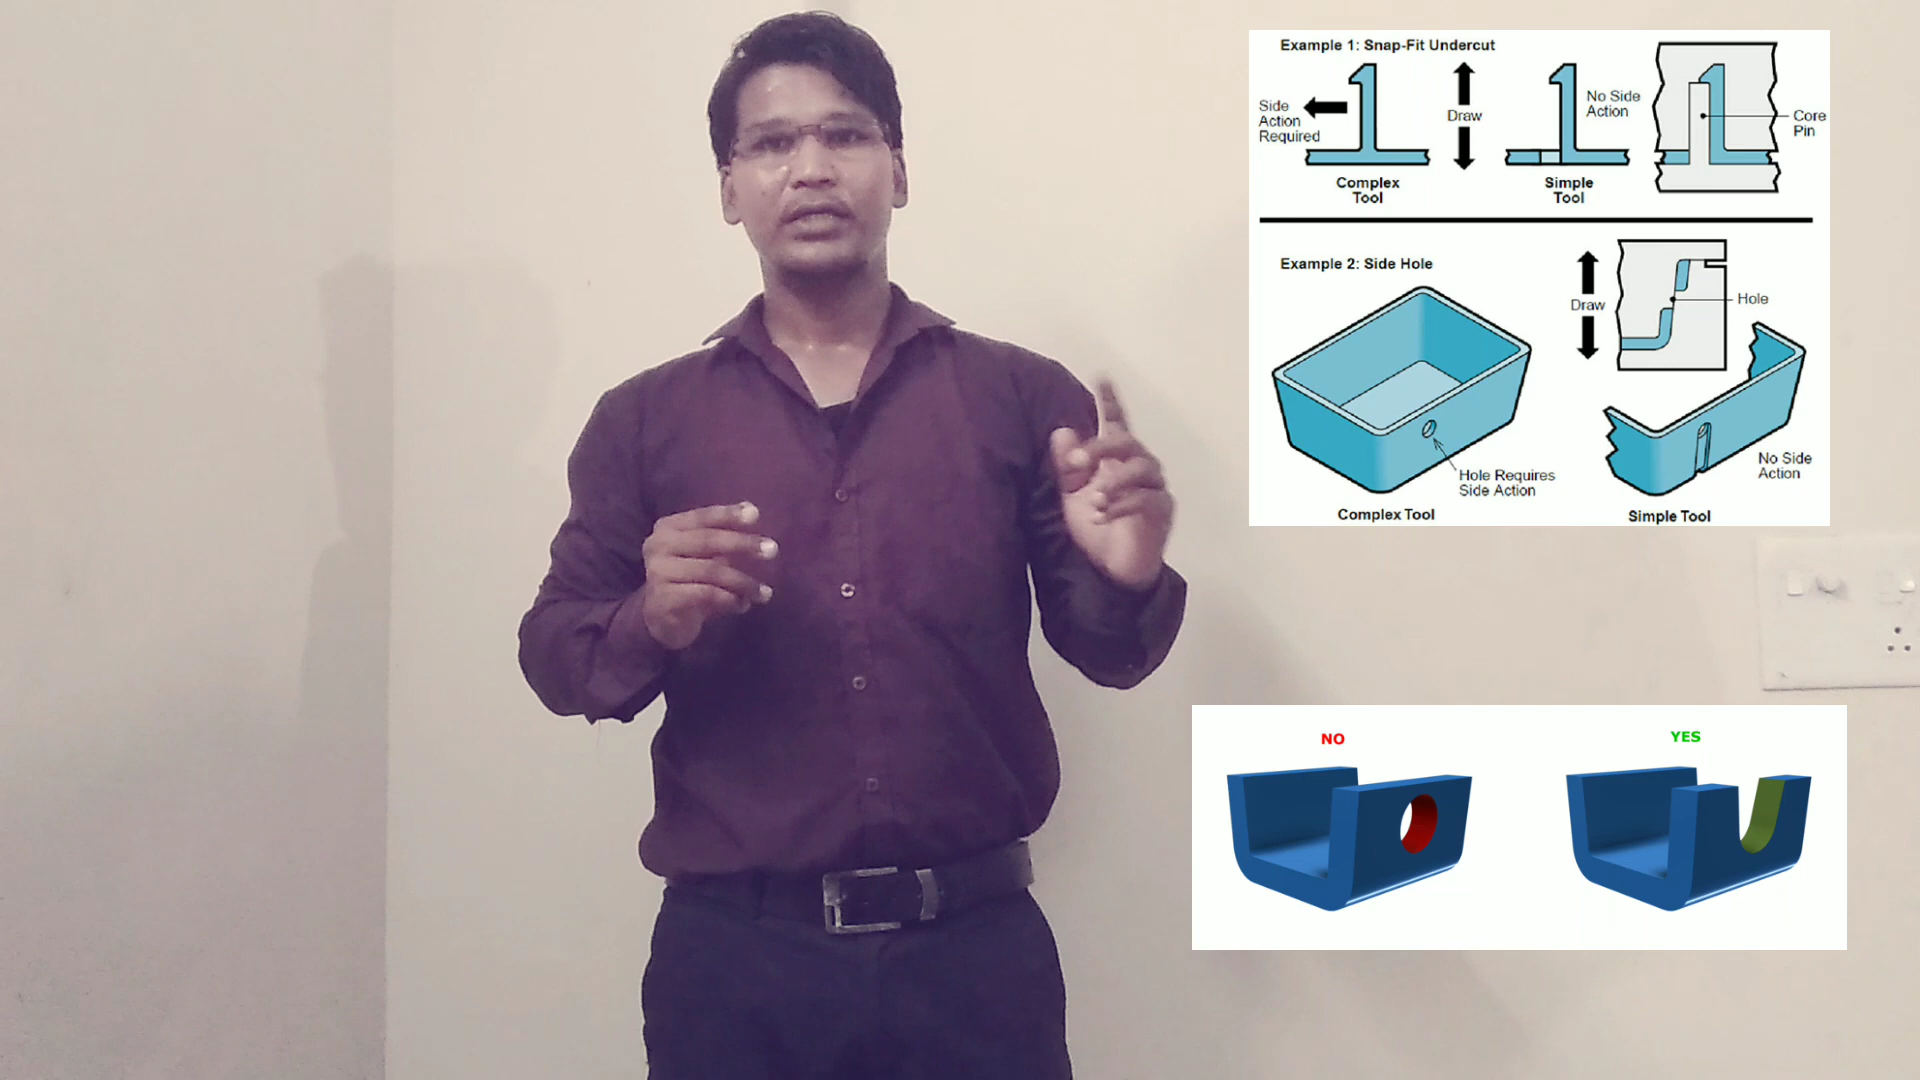 Example 1: Snap-Fit Undercut
Side
Action
Required
Draw
No Side
Action
Core
Pin
Complex
Tool
Simple
Tool
Example 2: Side Hole
Draw
Hole
Hole Requires
Side Action
No Side
Action
Complex Tool
Simple Tool
NO
YES